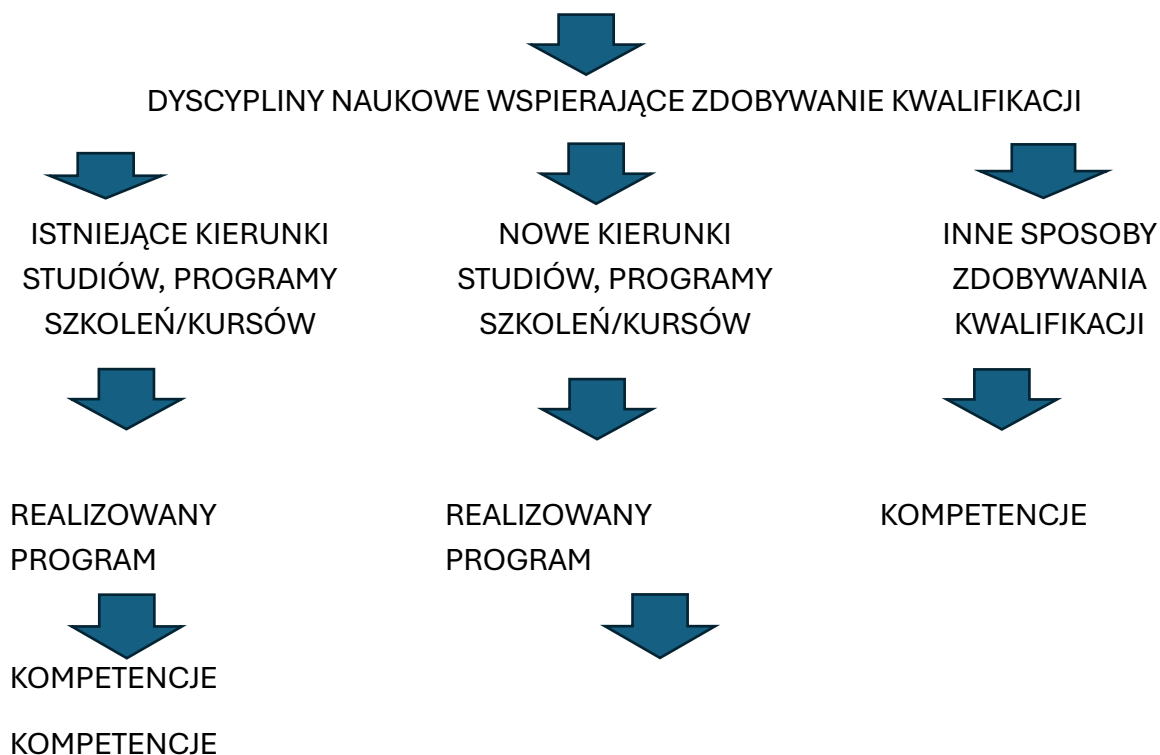 DYSCYPLINY NAUKOWE WSPIERAJĄCE ZDOBYWANIE KWALIFIKACJI
ISTNIEJĄCE KIERUNKI
STUDIÓW, PROGRAMY
SZKOLEŃ/KURSÓW
NOWE KIERUNKI
STUDIÓW, PROGRAMY
SZKOLEŃ/KURSÓW
INNE SPOSOBY
ZDOBYWANIA
KWALIFIKACJI
REALIZOWANY
PROGRAM
REALIZOWANY
PROGRAM
KOMPETENCJE
KOMPETENCJE
KOMPETENCJE